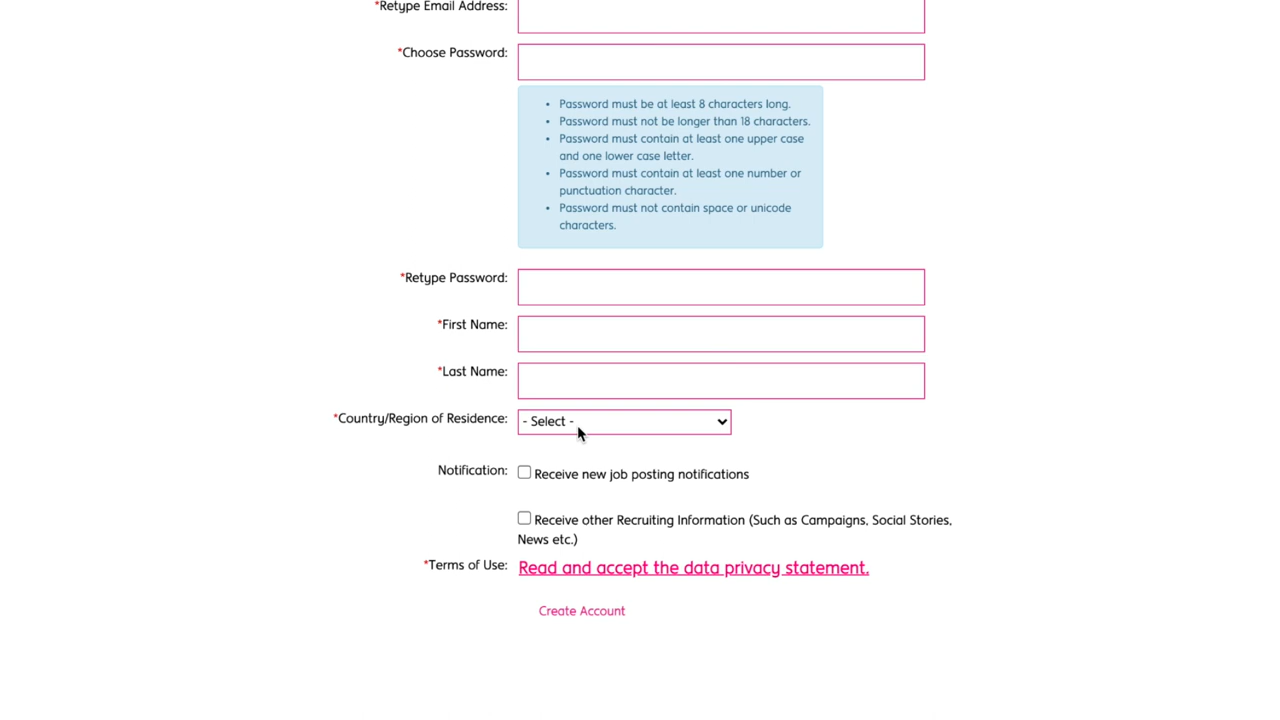 *Retype Email Address:
*Choose Password:
• Password must be at least 8 characters long.
• Password must not be longer than 18 characters.
• Password must contain at least one upper case
and one lower case letter.
• Password must contain at least one number or
punctuation character.
• Password must not contain space or unicode
characters.
*Retype Password:
*First Name:
*Last Name:
*Country/Region of Residence: - Select -
Notification: Receive new job posting notifications
Receive other Recruiting Information (Such as Campaigns, Social Stories,
News etc.)
*Terms of Use: Read and accept the data privacy statement.
Create Account